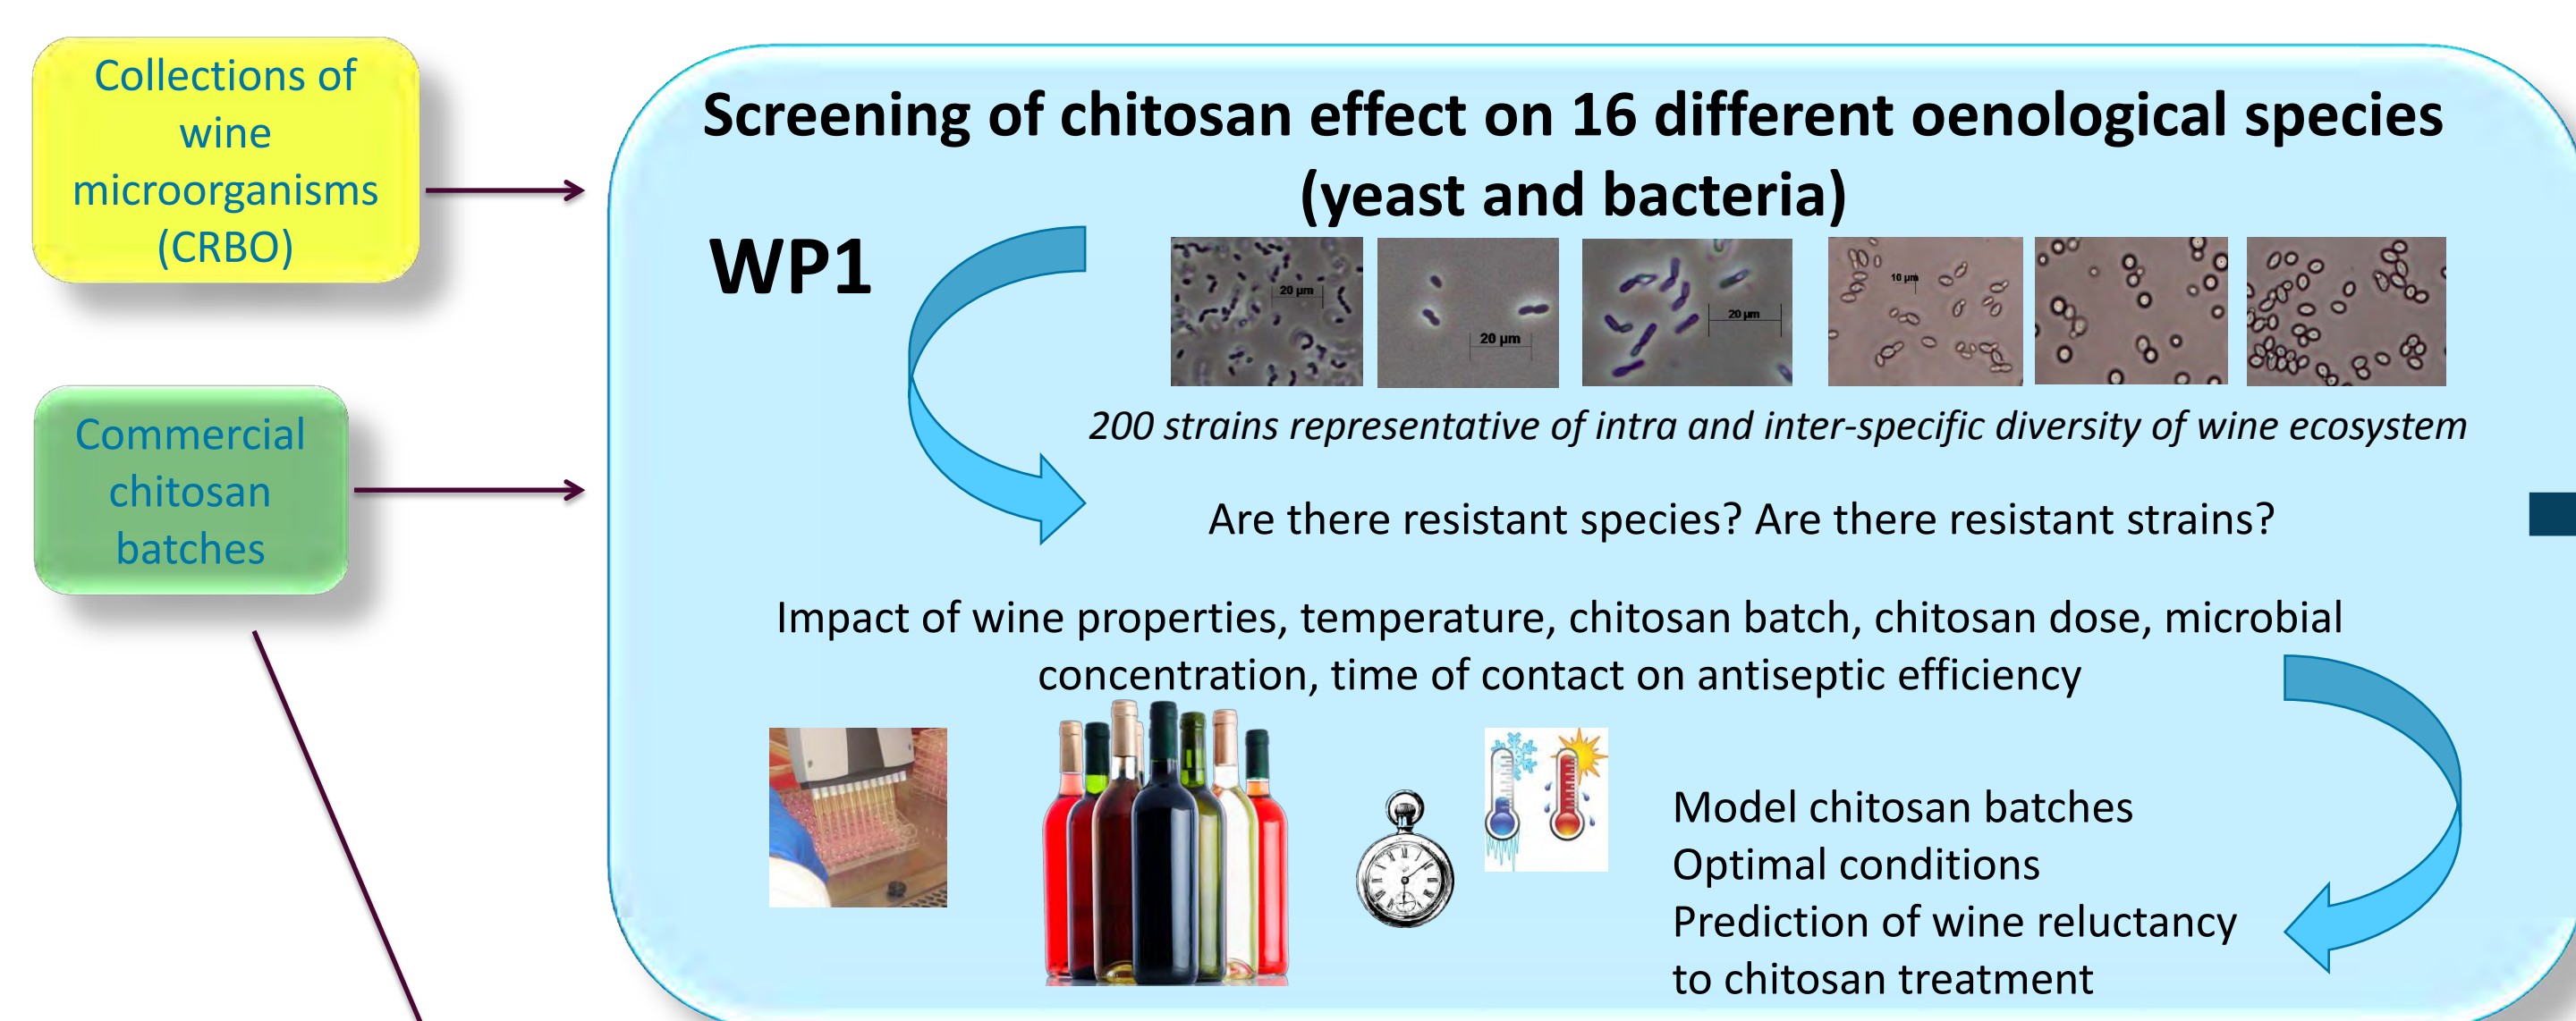 Collections of
wine
microorganisms
(CRBO)
Commercial
chitosan
batches
Screening of chitosan effect on 16 different oenological species
(yeast and bacteria)
WP1
20 µm
20 µm
20 µm
10 µm
200 strains representative of intra and inter-specific diversity of wine ecosystem
Are there resistant species? Are there resistant strains?
Impact of wine properties, temperature, chitosan batch, chitosan dose, microbial
concentration, time of contact on antiseptic efficiency
Model chitosan batches
Optimal conditions
Prediction of wine reluctancy
to chitosan treatment